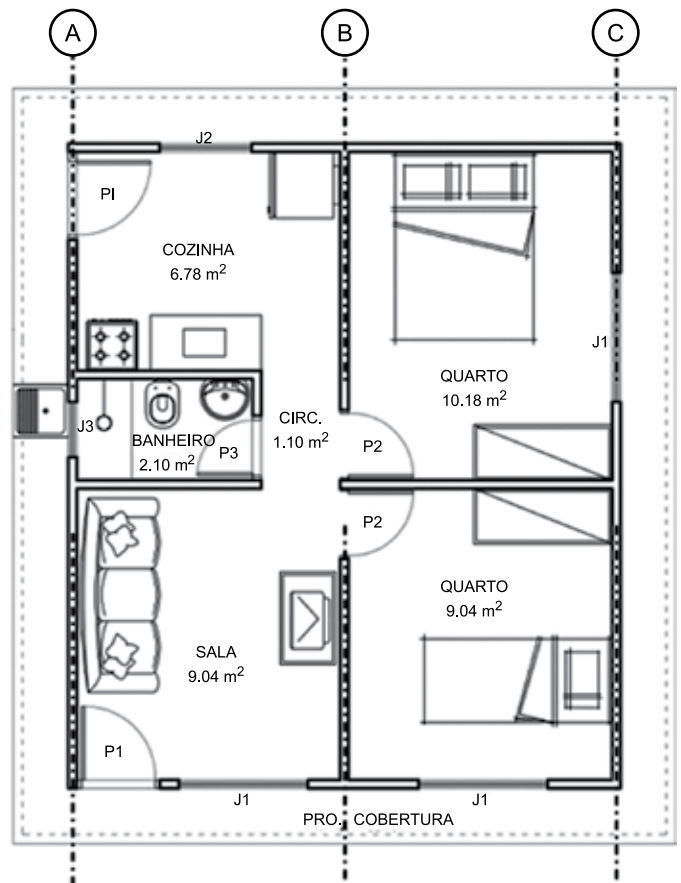 A
B
C
J2
PI
COZINHA
6.78 m²
J1
QUARTO
10.18 m²
J3
BANHEIRO
2.10 m²
P3
CIRC.
1.10 m²
P2
P2
QUARTO
9.04 m²
SALA
9.04 m²
P1
J1
J1
PRO., COBERTURA